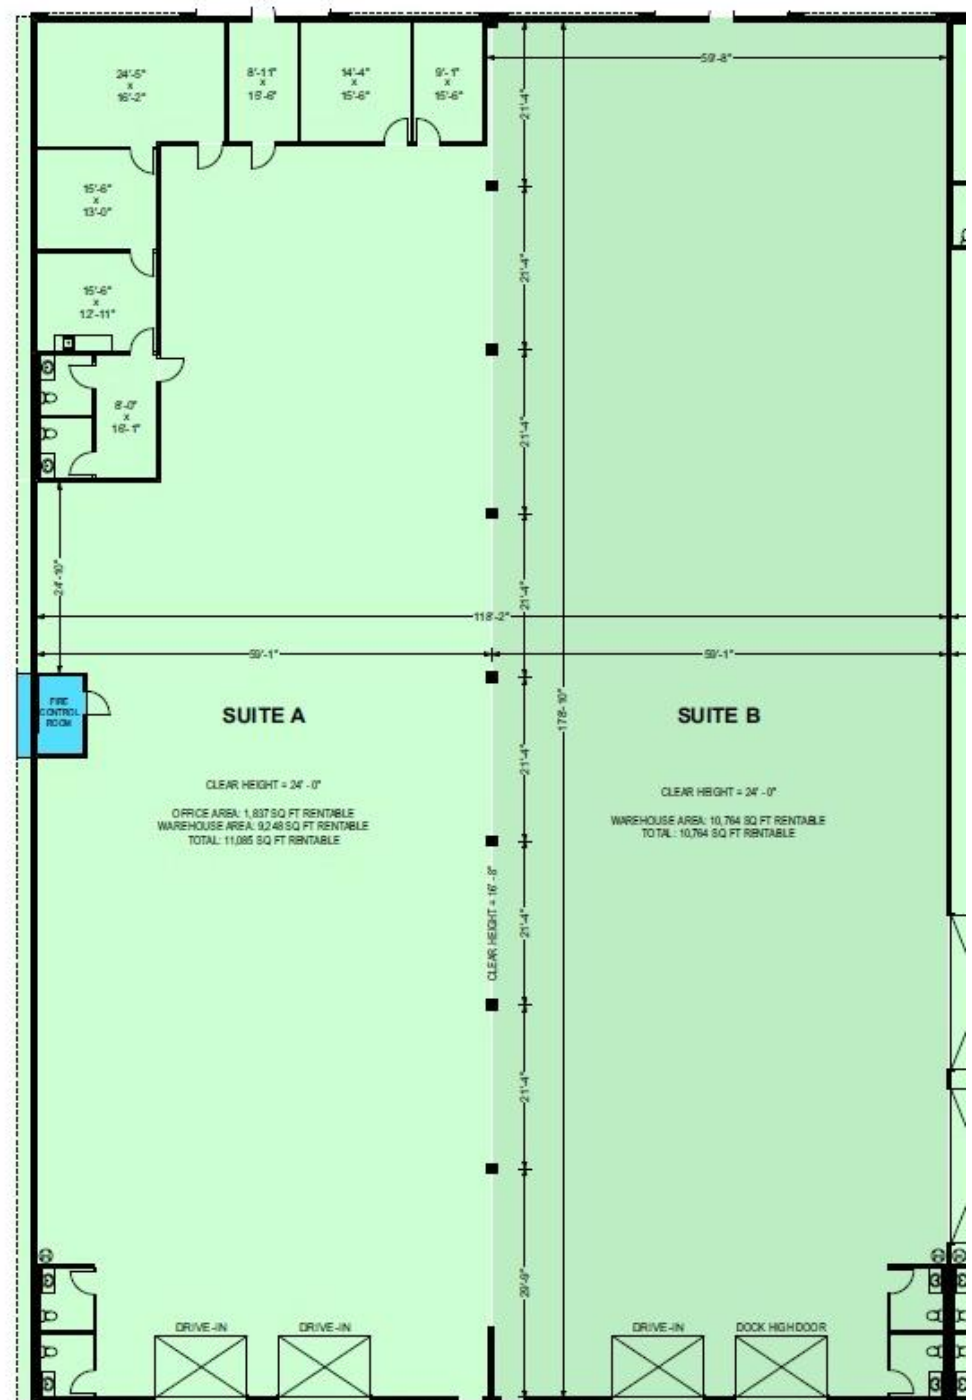 24'-5"
x
16'-2"
8'-11"
x
15'-6"
14'-4"
x
15'-6"
9'-1"
x
15'-6"
59'-8"
21'-4"
15'-6"
x
13'-0"
21'-4"
15'-6"
x
12'-11"
8'-0"
x
16'-1"
21'-4"
24'-10"
21'-4"
118'-2"
59'-1"
59'-1"
FIRE
CONTROL
ROOM
SUITE A
178'-10"
SUITE B
21'-4"
CLEAR HEIGHT = 24' - 0"
OFFICE AREA: 1,837 SQ FT RENTABLE
WAREHOUSE AREA: 9,248 SQ FT RENTABLE
TOTAL: 11,085 SQ FT RENTABLE
CLEAR HEIGHT = 24' - 0"
WAREHOUSE AREA: 10,764 SQ FT RENTABLE
TOTAL: 10,764 SQ FT RENTABLE
CLEAR HEIGHT = 16' - 8"
21'-4"
21'-4"
29'-9"
DRIVE-IN
DRIVE-IN
DRIVE-IN
DOCK HIGH DOOR